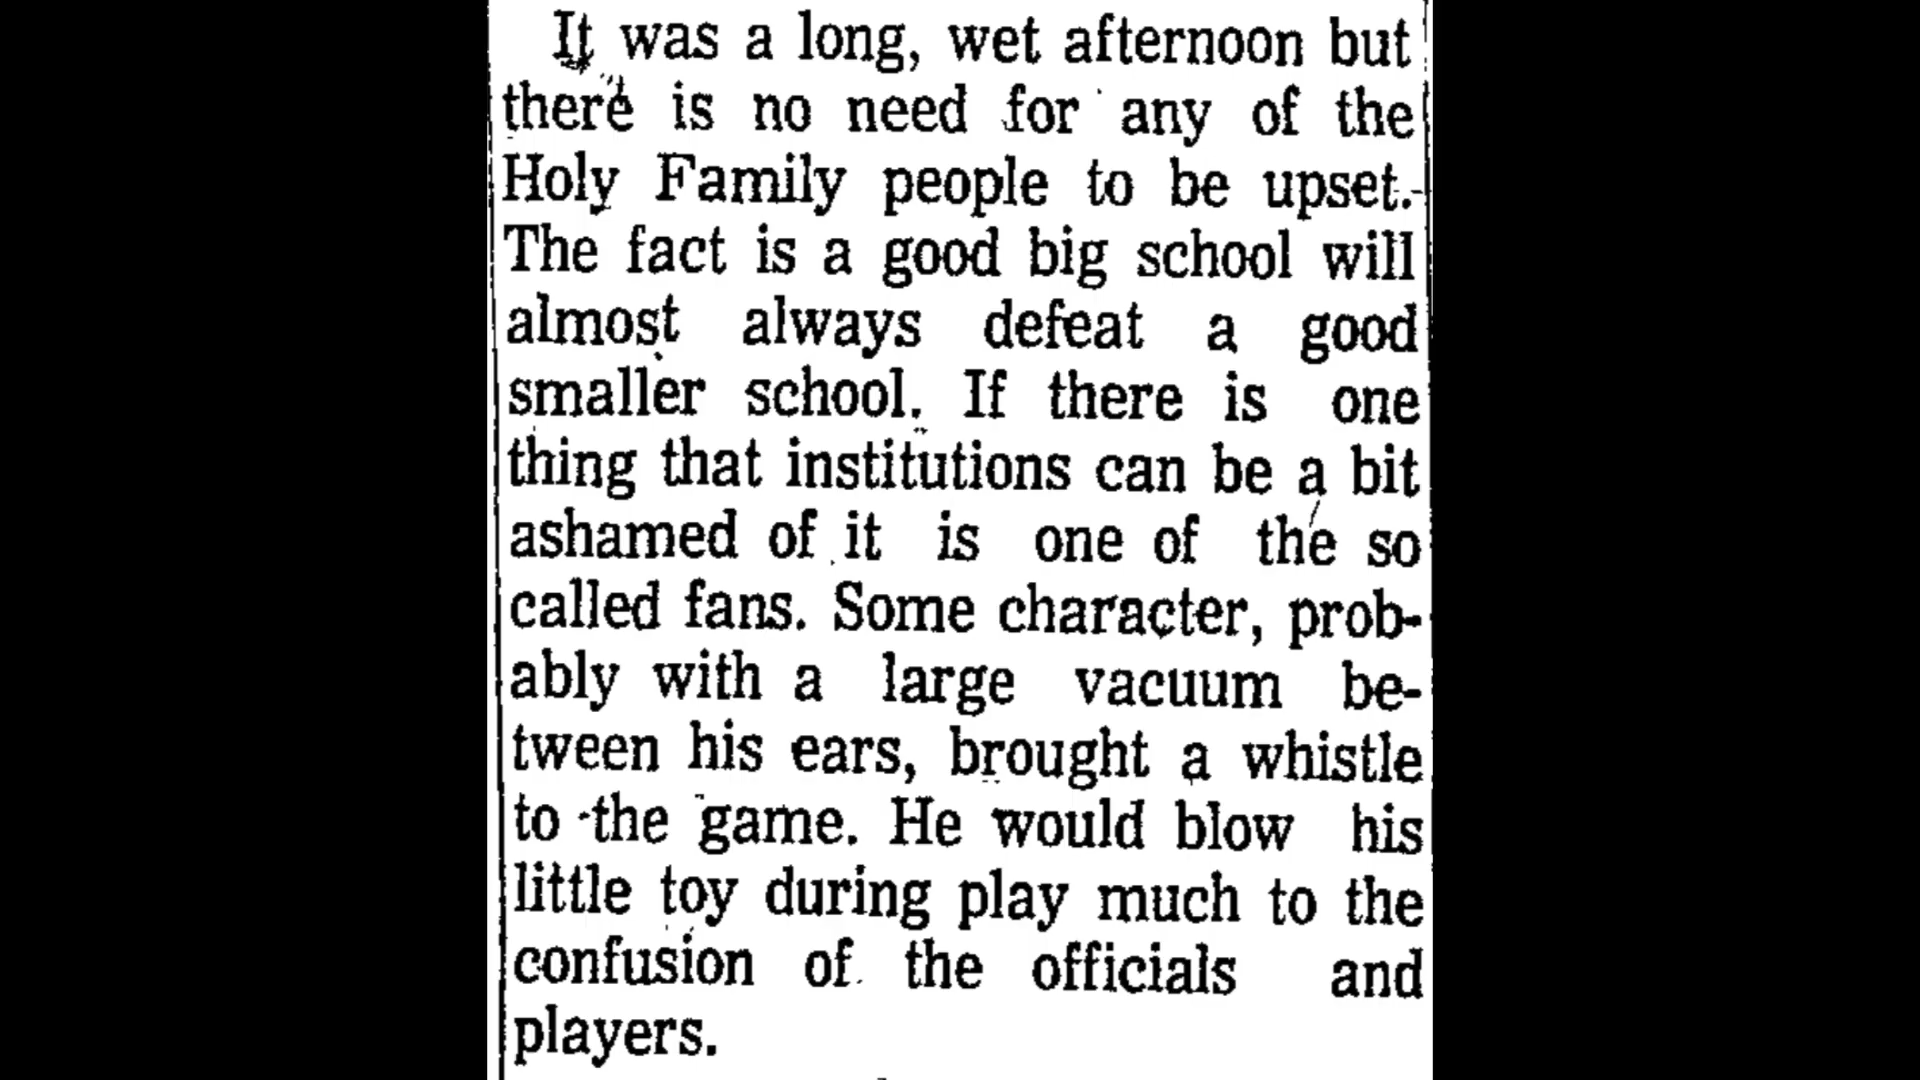 It was a long, wet afternoon but
there is no need for any of the
Holy Family people to be upset.
The fact is a good big school will
almost always defeat a good
smaller school. If there is one
thing that institutions can be a bit
ashamed of it is one of the so
called fans. Some character, prob-
ably with a large vacuum be-
tween his ears, brought a whistle
to the game. He would blow his
little toy during play much to the
confusion of the officials and
players.